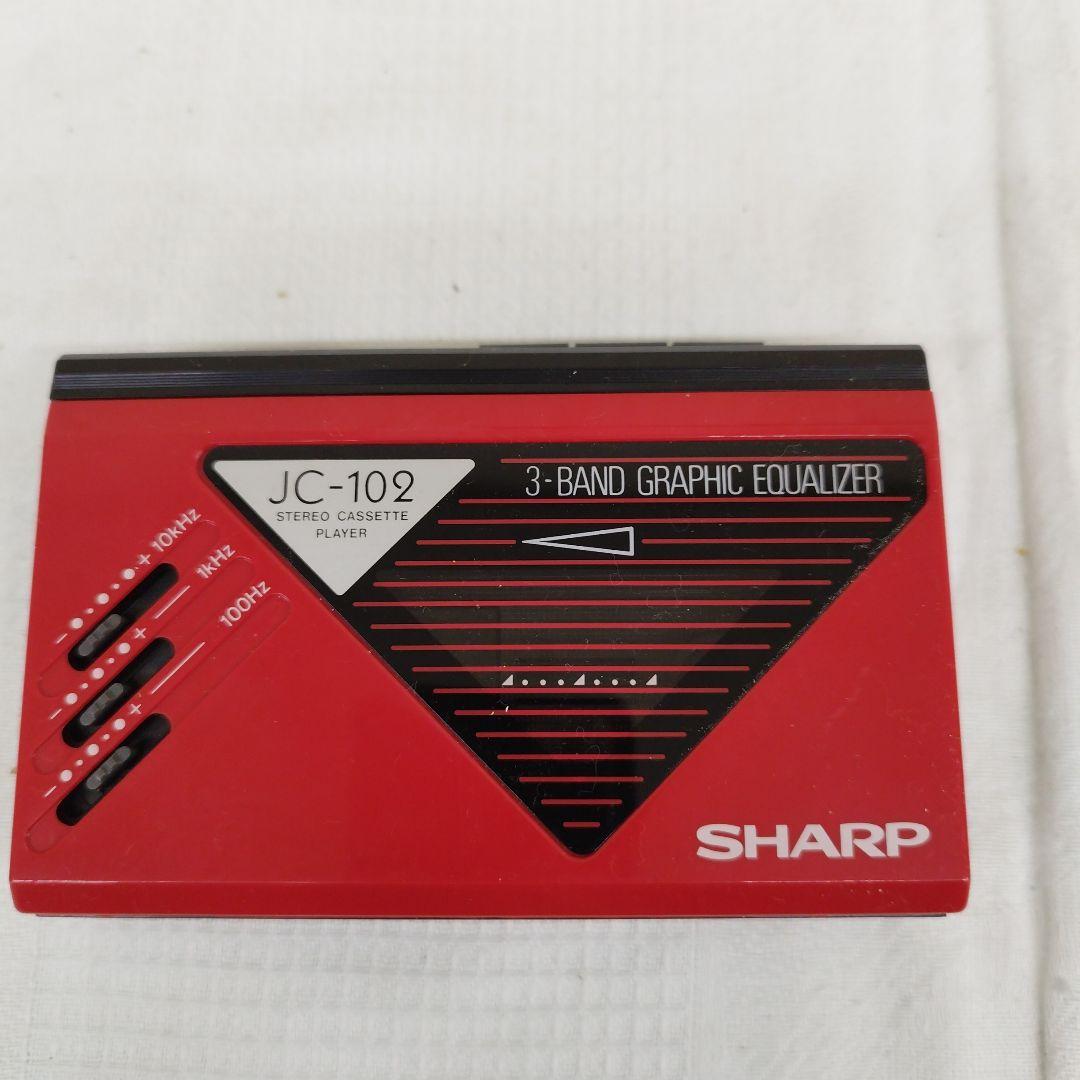 JC-102
STEREO CASSETTE
PLAYER
3-BAND GRAPHIC EQUALIZER
- + 10kHz
- + 1kHz
- + 100Hz
SHARP